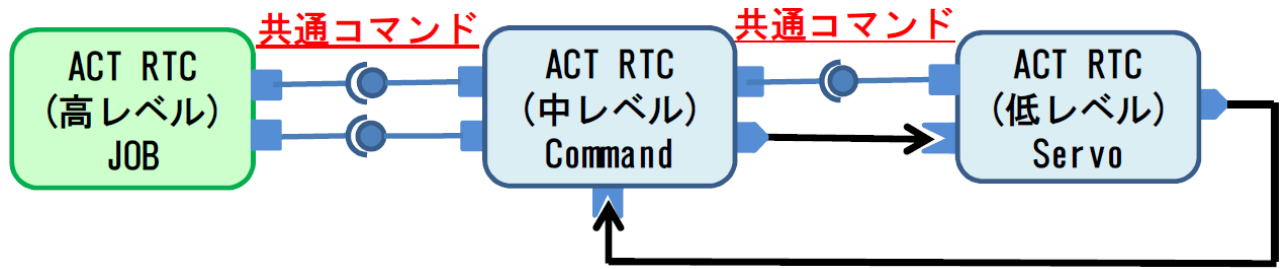 共通コマンド
共通コマンド
ACT RTC
(高レベル)
JOB
ACT RTC
(中レベル)
Command
ACT RTC
(低レベル)
Servo